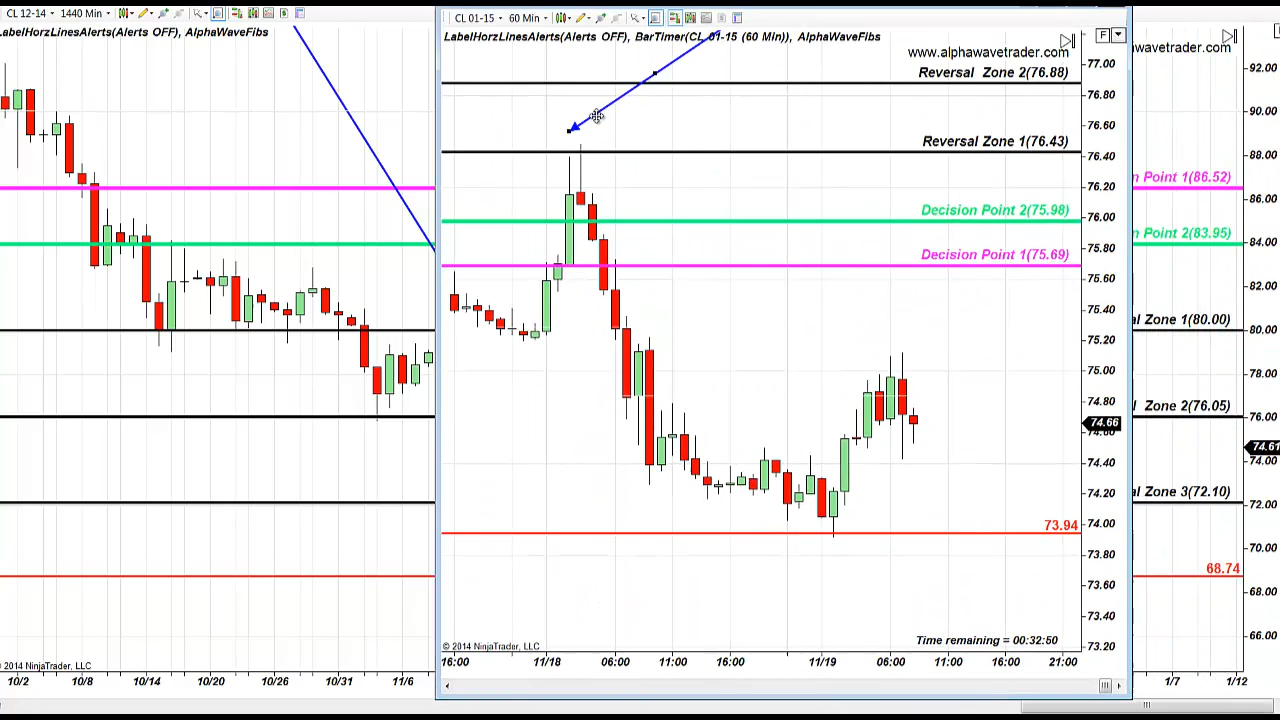 CL 12-14
1440 Min
LabelHorzLinesAlerts(Alerts OFF), AlphaWaveFibs
© 2014 NinjaTrader, LLC
10/2
10/8
10/14
10/20
10/26
10/31
11/6
CL 01-15
60 Min
LabelHorzLinesAlerts(Alerts OFF), BarTimer(CL 01-15 (60 Min)), AlphaWaveFibs
F
www.alphawavetrader.com
Reversal Zone 2(76.88)
Reversal Zone 1(76.43)
Decision Point 2(75.98)
Decision Point 1(75.69)
73.94
Time remaining = 00:32:50
© 2014 NinjaTrader, LLC
77.00
76.80
76.60
76.40
76.20
76.00
75.80
75.60
75.40
75.20
75.00
74.80
74.66
74.60
74.40
74.20
74.00
73.80
73.60
73.40
73.20
16:00
11/18
06:00
11:00
16:00
11/19
06:00
11:00
16:00
21:00
wavetrader.com
n Point 1(86.52)
n Point 2(83.95)
al Zone 1(80.00)
al Zone 2(76.05)
al Zone 3(72.10)
68.74
92.00
90.00
88.00
86.00
84.00
82.00
80.00
78.00
76.00
74.61
74.00
72.00
70.00
68.00
66.00
1/7
1/12